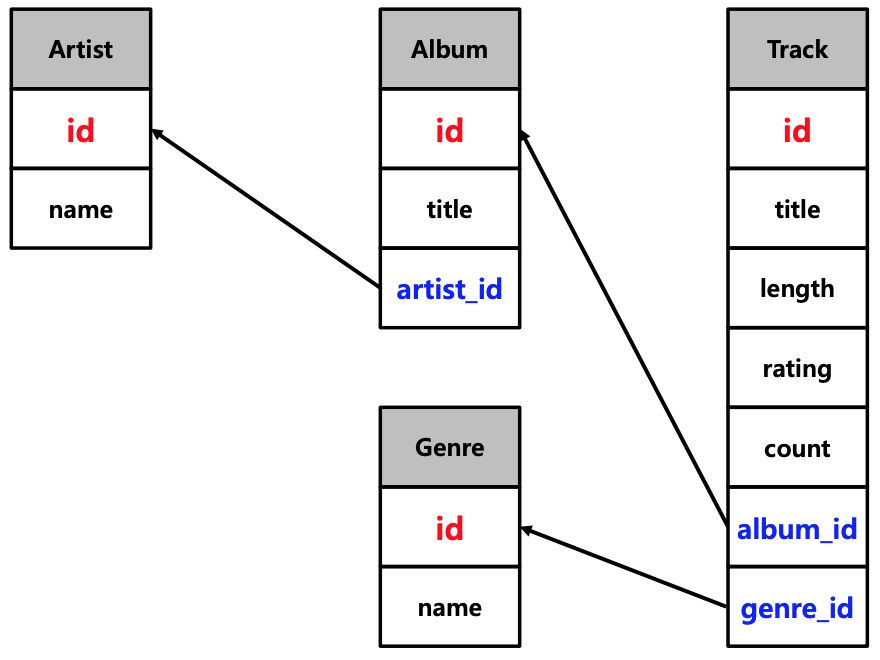 Artist
id
name
Album
id
title
artist_id
Genre
id
name
Track
id
title
length
rating
count
album_id
genre_id